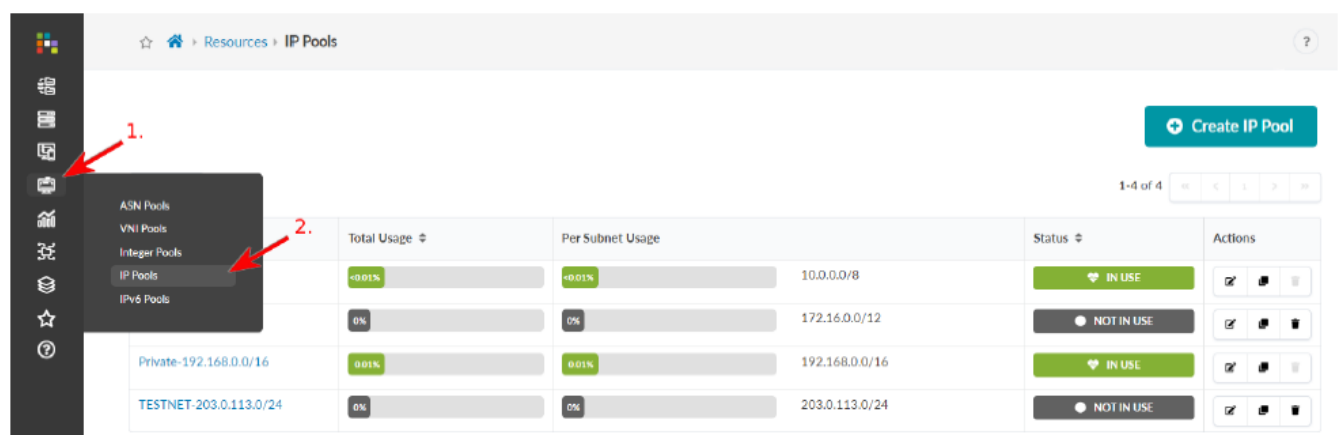 Resources IP Pools
?
Create IP Pool
1.
1-4 of 4
ASN Pools
VNI Pools
Integer Pools
IP Pools
IPv6 Pools
2.
Total Usage Per Subnet Usage Status Actions
<0.01% <0.01% 10.0.0.0/8 IN USE
0% 0% 172.16.0.0/12 NOT IN USE
Private-192.168.0.0/16 0.01% 0.01% 192.168.0.0/16 IN USE
TESTNET-203.0.113.0/24 0% 0% 203.0.113.0/24 NOT IN USE